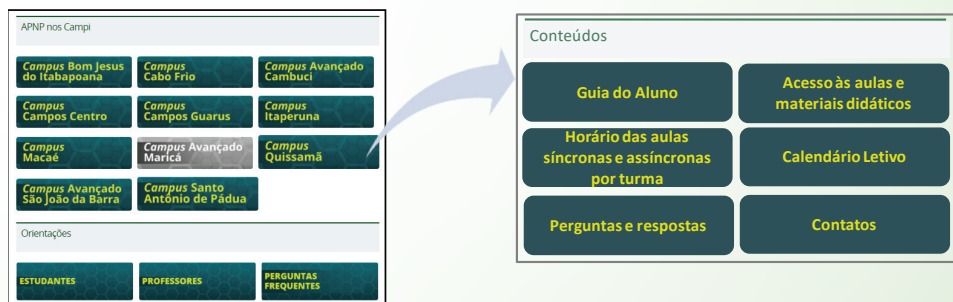 APNP nos Campi
Campus Bom Jesus
do Itabapoana
Campus
Cabo Frio
Campus Avançado
Cambuci
Campus
Campos Centro
Campus
Campos Guarus
Campus
Itaperuna
Campus
Macaé
Campus Avançado
Maricá
Campus
Quissamã
Campus Avançado
São João da Barra
Campus Santo
Antônio de Pádua
Orientações
ESTUDANTES
PROFESSORES
PERGUNTAS
FREQUENTES
Conteúdos
Guia do Aluno
Acesso às aulas e
materiais didáticos
Horário das aulas
síncronas e assíncronas
por turma
Calendário Letivo
Perguntas e respostas
Contatos